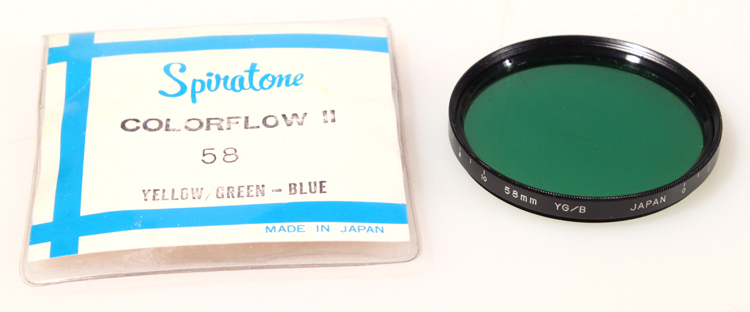 Spiratone
COLORFLOW II
58
YELLOW/GREEN - BLUE
MADE IN JAPAN
58mm YG/B JAPAN